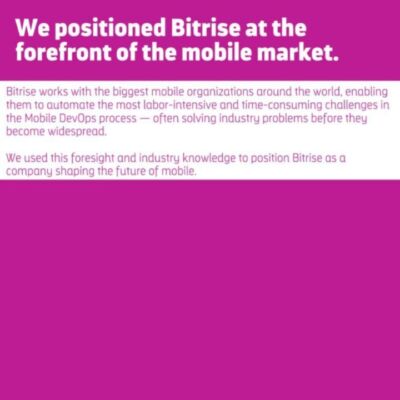 We positioned Bitrise at the
forefront of the mobile market.
Bitrise works with the biggest mobile organizations around the world, enabling
them to automate the most labor-intensive and time-consuming challenges in
the Mobile DevOps process — often solving industry problems before they
become widespread.
We used this foresight and industry knowledge to position Bitrise as a
company shaping the future of mobile.